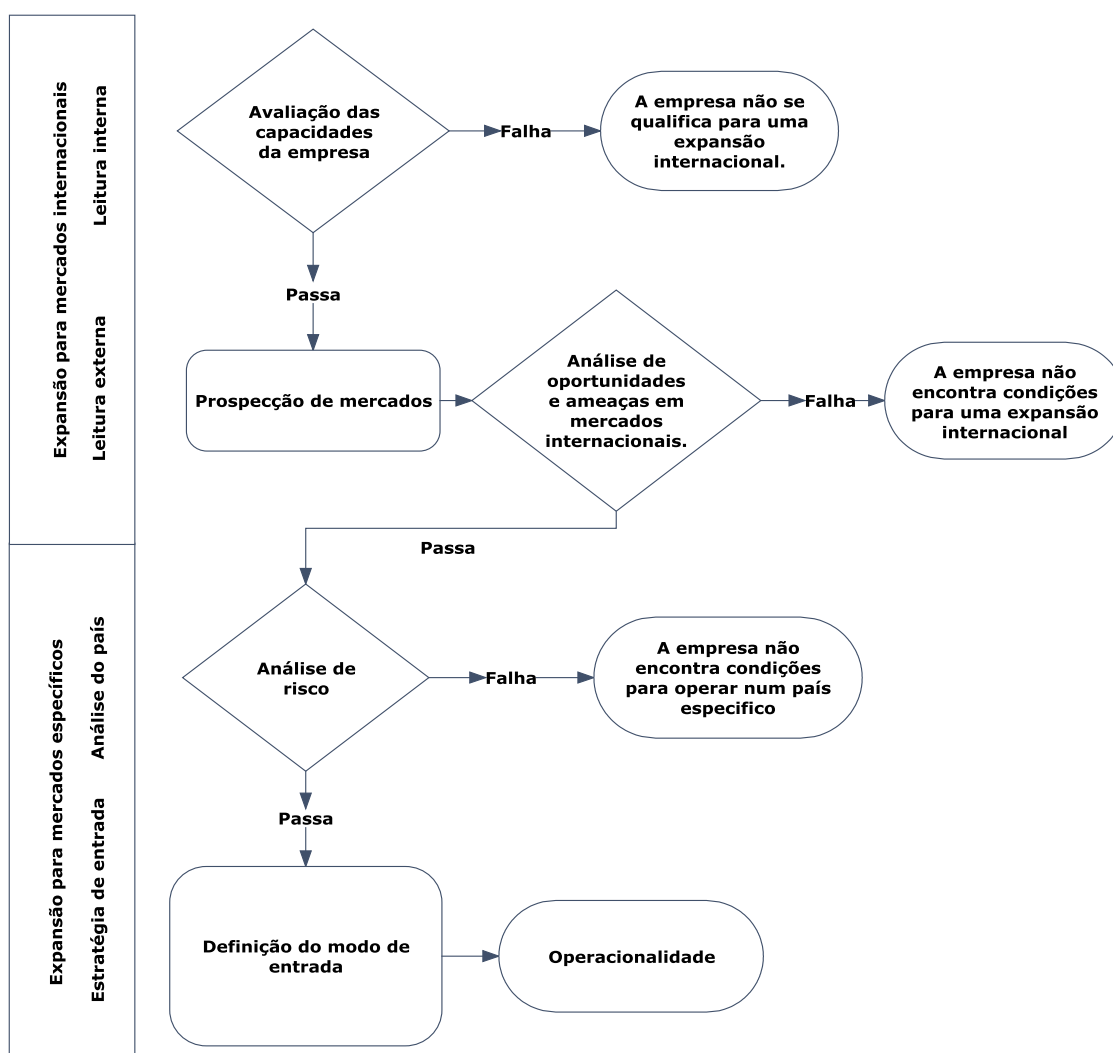 Expansão para mercados internacionais
Leitura interna
Leitura externa
Avaliação das
capacidades
da empresa
Falha
A empresa não se
qualifica para uma
expansão
internacional.
Passa
Prospecção de mercados
Análise de
oportunidades
e ameaças em
mercados
internacionais.
Falha
A empresa não
encontra condições
para uma expansão
internacional
Passa
Expansão para mercados específicos
Análise do país
Estratégia de entrada
Análise de
risco
Falha
A empresa não
encontra condições
para operar num país
especifico
Passa
Definição do modo de
entrada
Operacionalidade